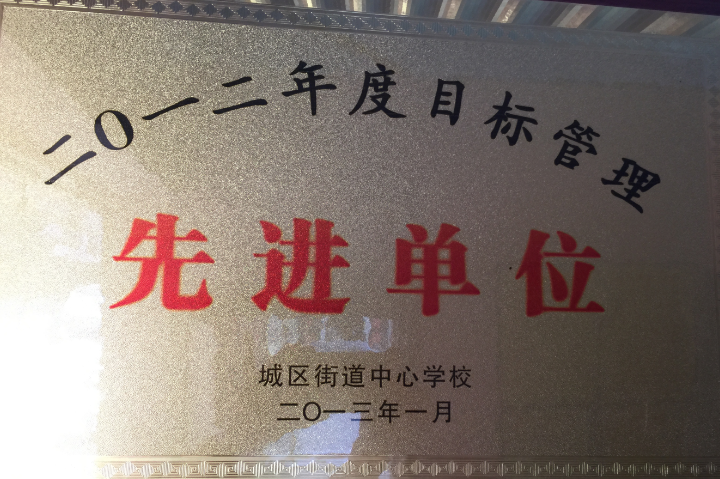 二〇一二年度目标管理
先进单位
城区街道中心学校
二〇一三年一月